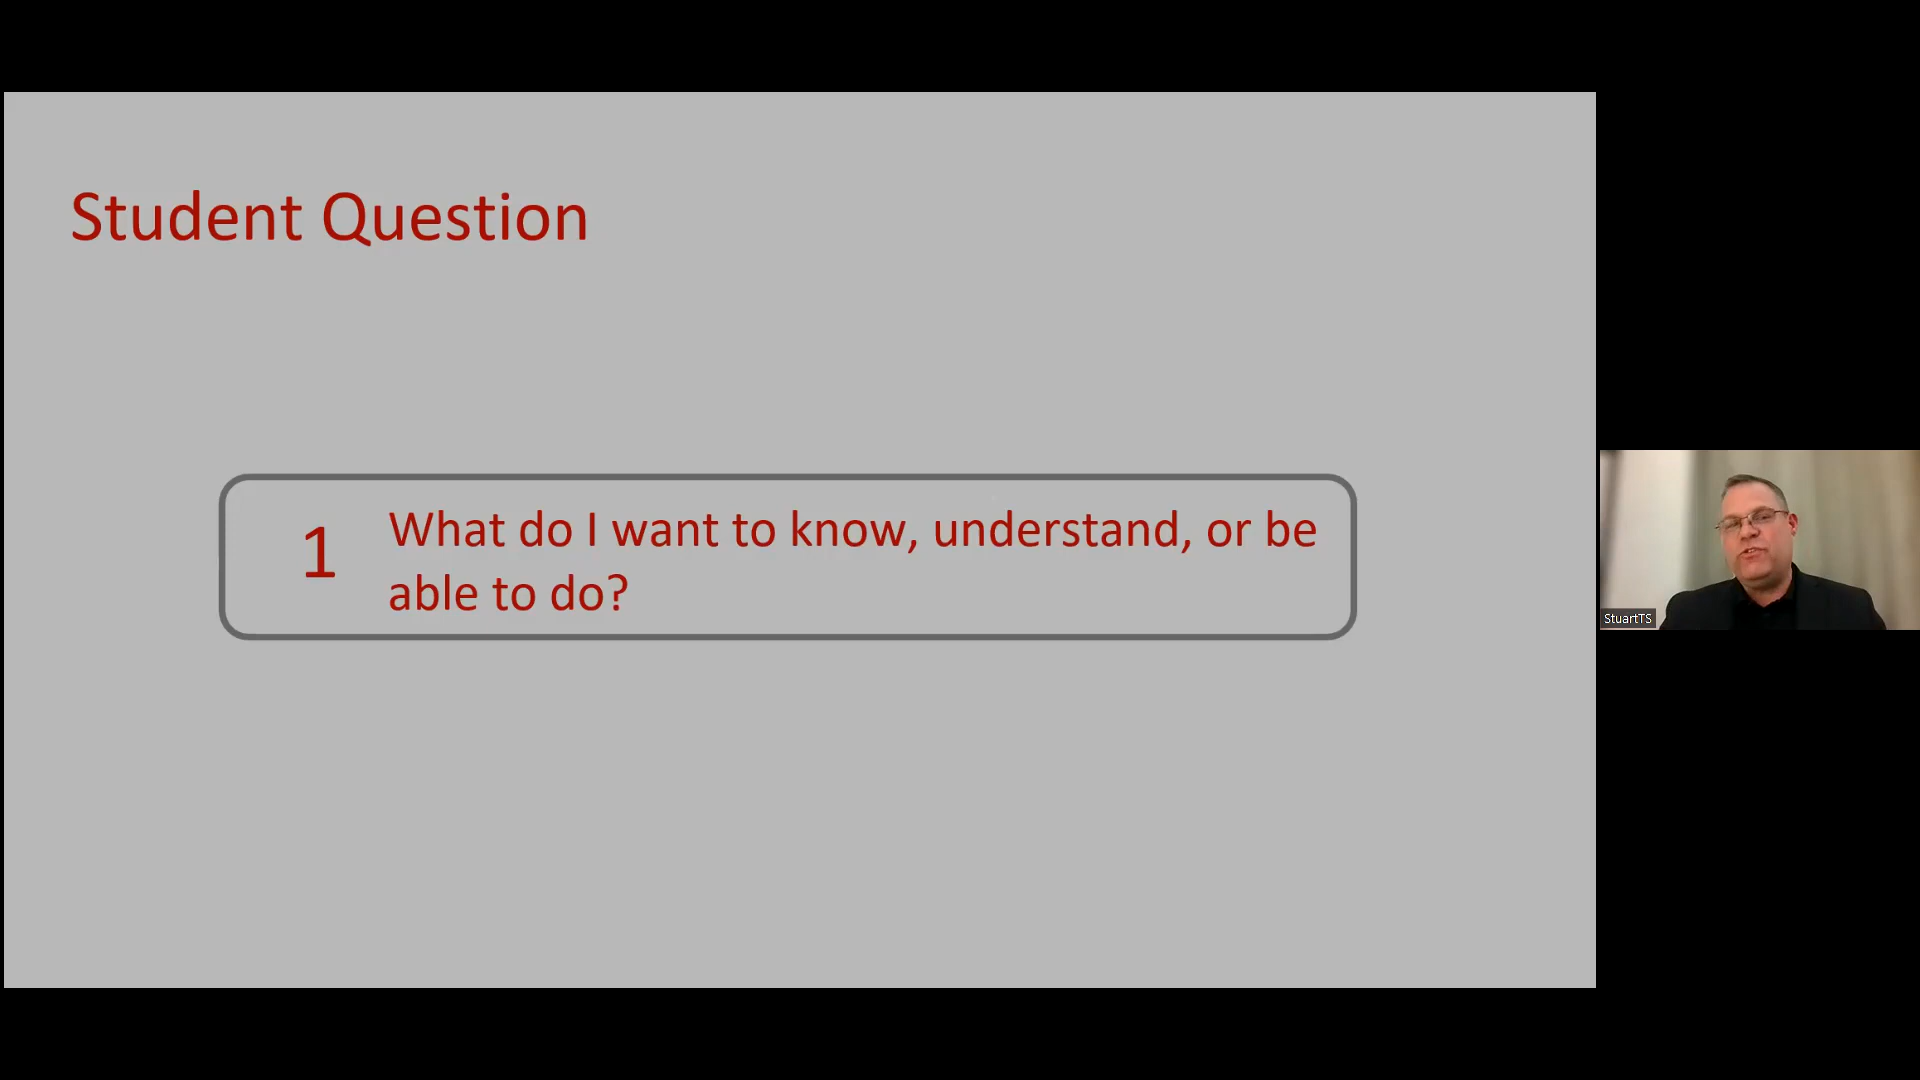 Student Question
1
What do I want to know, understand, or be
able to do?
StuartTS